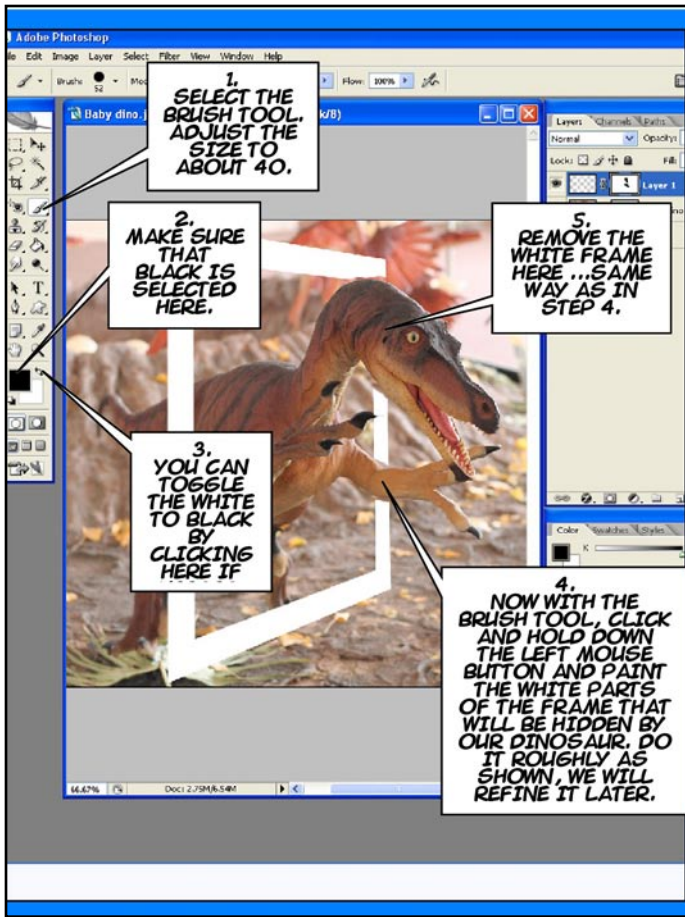 Adobe Photoshop
File Edit Image Layer Select Filter View Window Help
Brush:
52
Flow: 100%
Baby dino.j
k/8)
1.
SELECT THE
BRUSH TOOL.
ADJUST THE
SIZE TO
ABOUT 40.
2.
MAKE SURE
THAT
BLACK IS
SELECTED
HERE.
3.
YOU CAN
TOGGLE
THE WHITE
TO BLACK
BY
CLICKING
HERE IF
5.
REMOVE THE
WHITE FRAME
HERE ...SAME
WAY AS IN
STEP 4.
4.
NOW WITH THE
BRUSH TOOL, CLICK
AND HOLD DOWN
THE LEFT MOUSE
BUTTON AND PAINT
THE WHITE PARTS
OF THE FRAME THAT
WILL BE HIDDEN BY
OUR DINOSAUR. DO
IT ROUGHLY AS
SHOWN, WE WILL
REFINE IT LATER.
Layers Channels Paths
Normal Opacity:
Lock: Fill:
Layer 1
Color Swatches Styles
K
66.67% Doc: 2.75M/6.54M